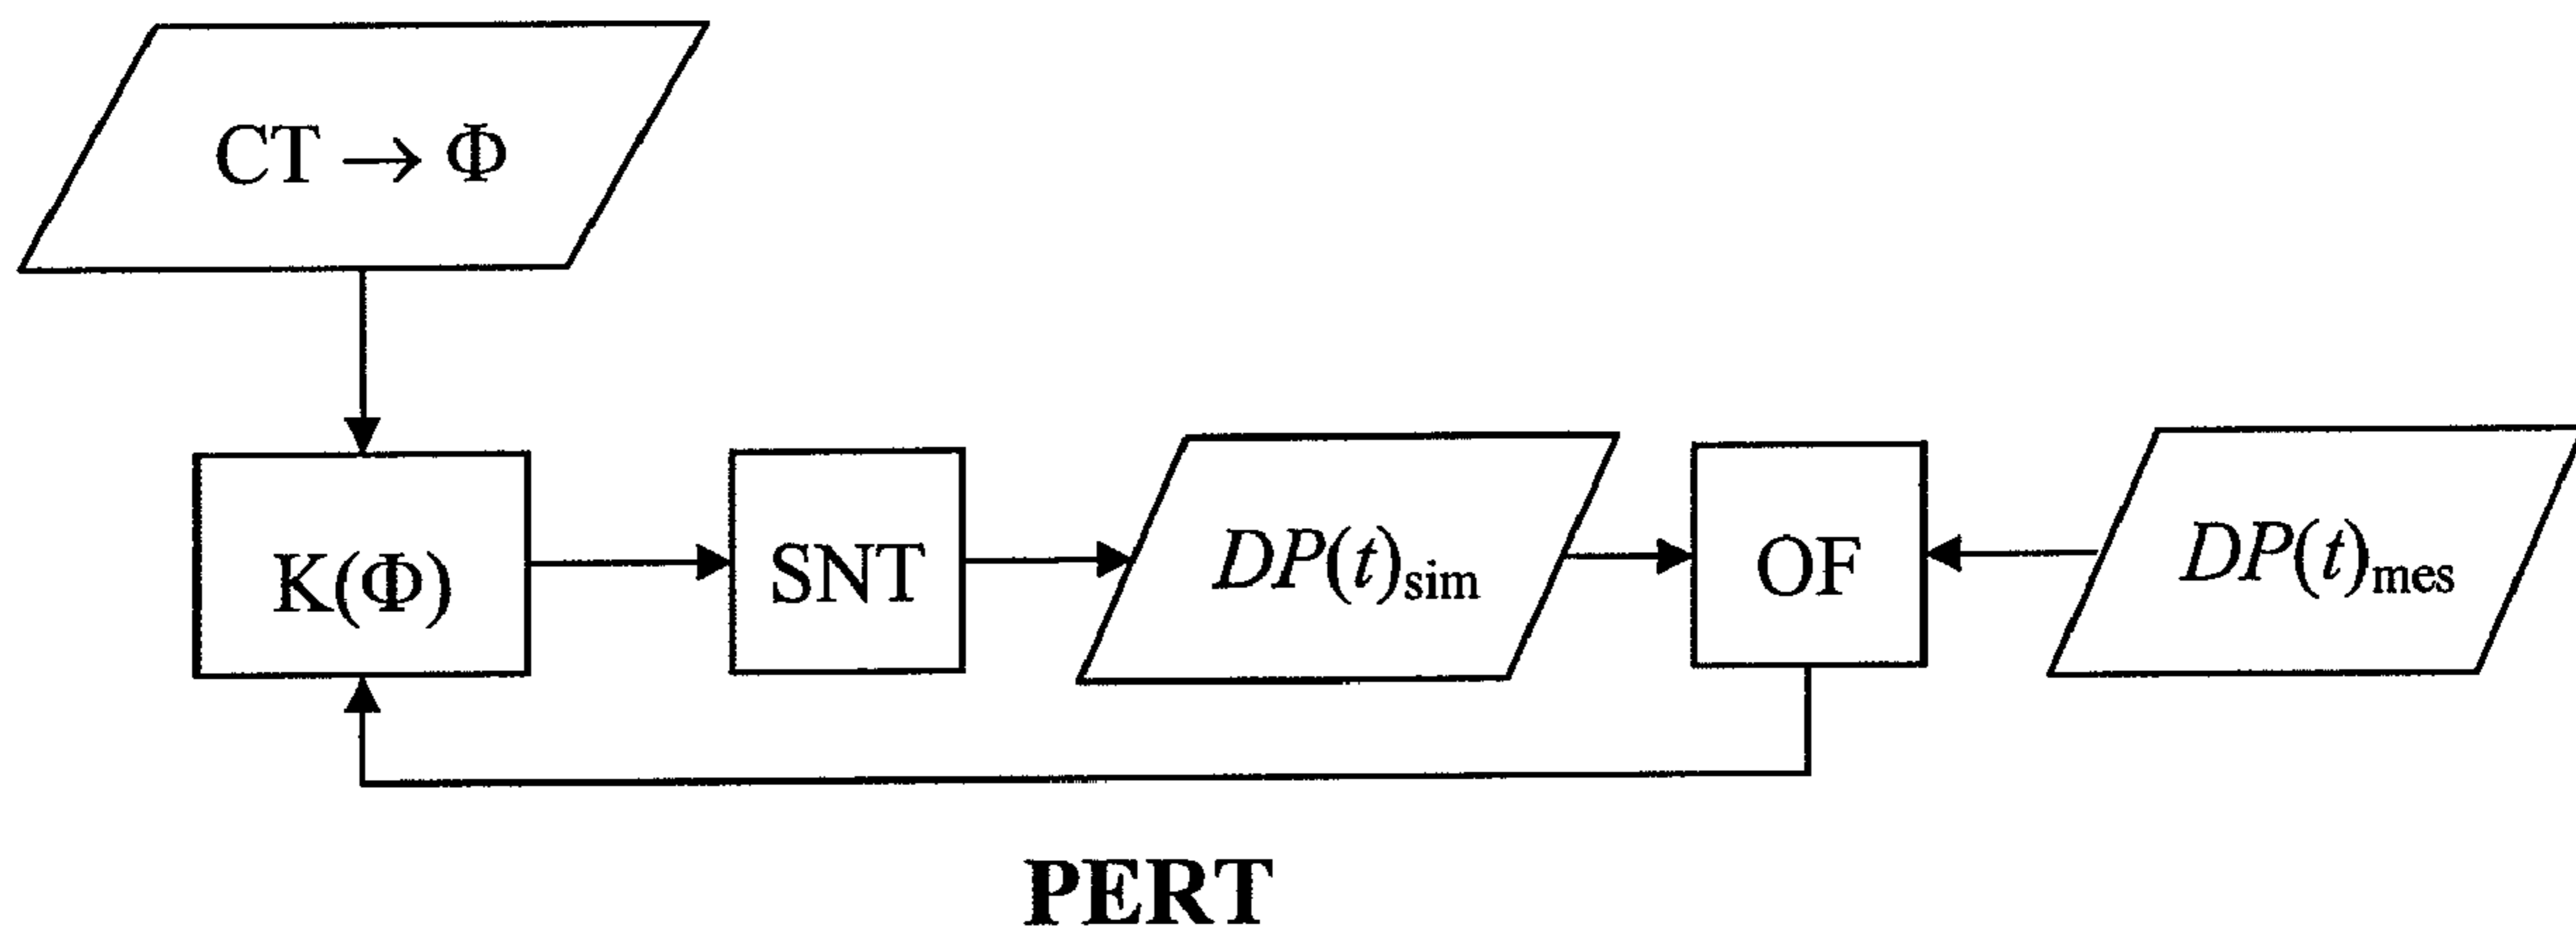 CT → Φ
K(Φ)
SNT
DP(t)sim
OF
DP(t)mes
PERT